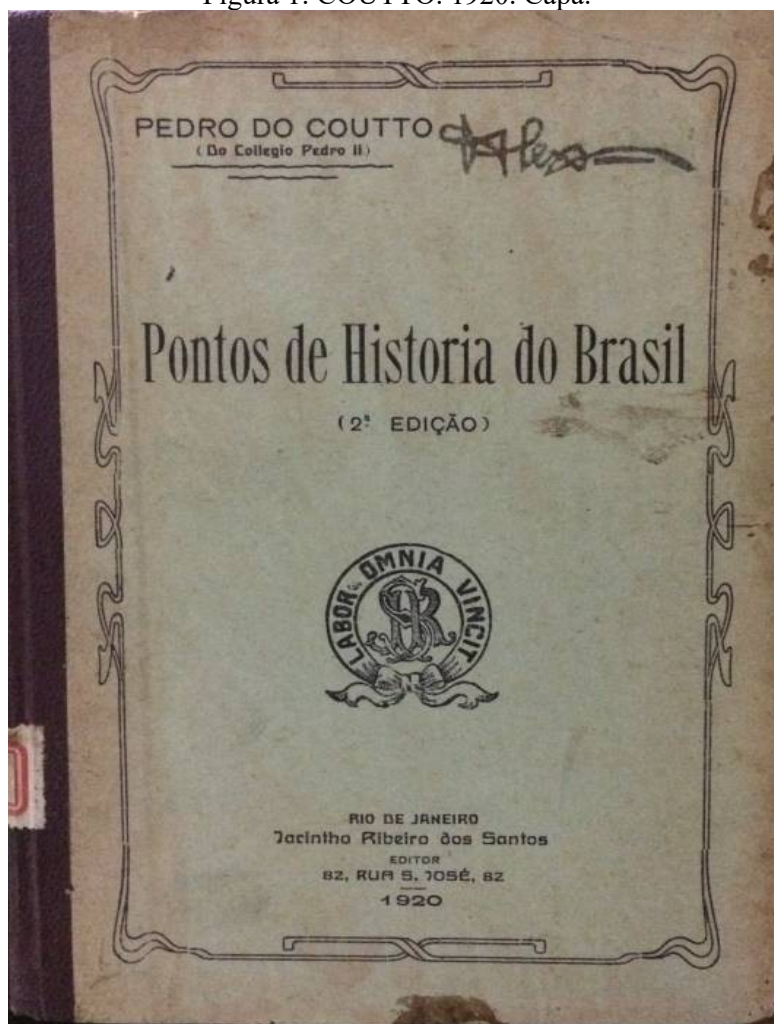 Figura 1: COUTTO. 1920. Capa.
PEDRO DO COUTTO
(Do Collegio Pedro II)
Pontos de Historia do Brasil
(2ª EDIÇÃO)
LABOR OMNIA VINCIT
RIO DE JANEIRO
Jacintho Ribeiro dos Santos
EDITOR
82, RUA S. JOSÉ, 82
1920